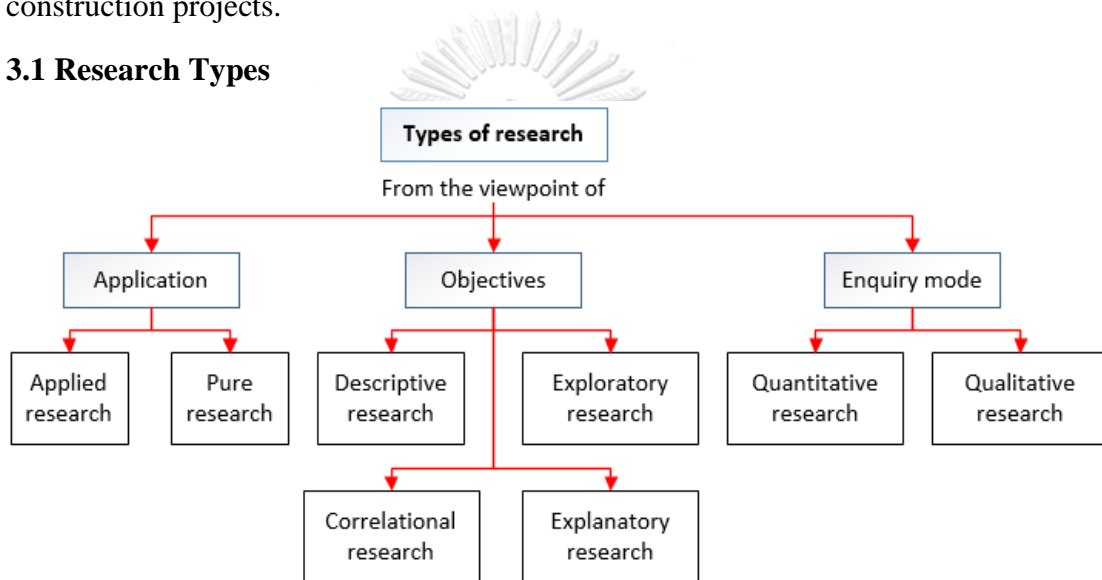 construction projects.
3.1 Research Types
Types of research
From the viewpoint of
Application
Objectives
Enquiry mode
Applied
research
Pure
research
Descriptive
research
Exploratory
research
Quantitative
research
Qualitative
research
Correlational
research
Explanatory
research